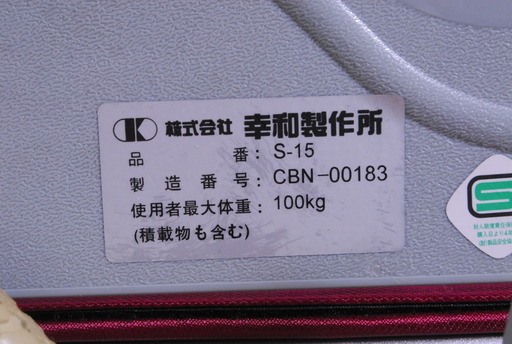 株式会社 幸和製作所
品 番: S-15
製 造 番 号: CBN-00183
使用者最大体重: 100kg
(積載物も含む)
S